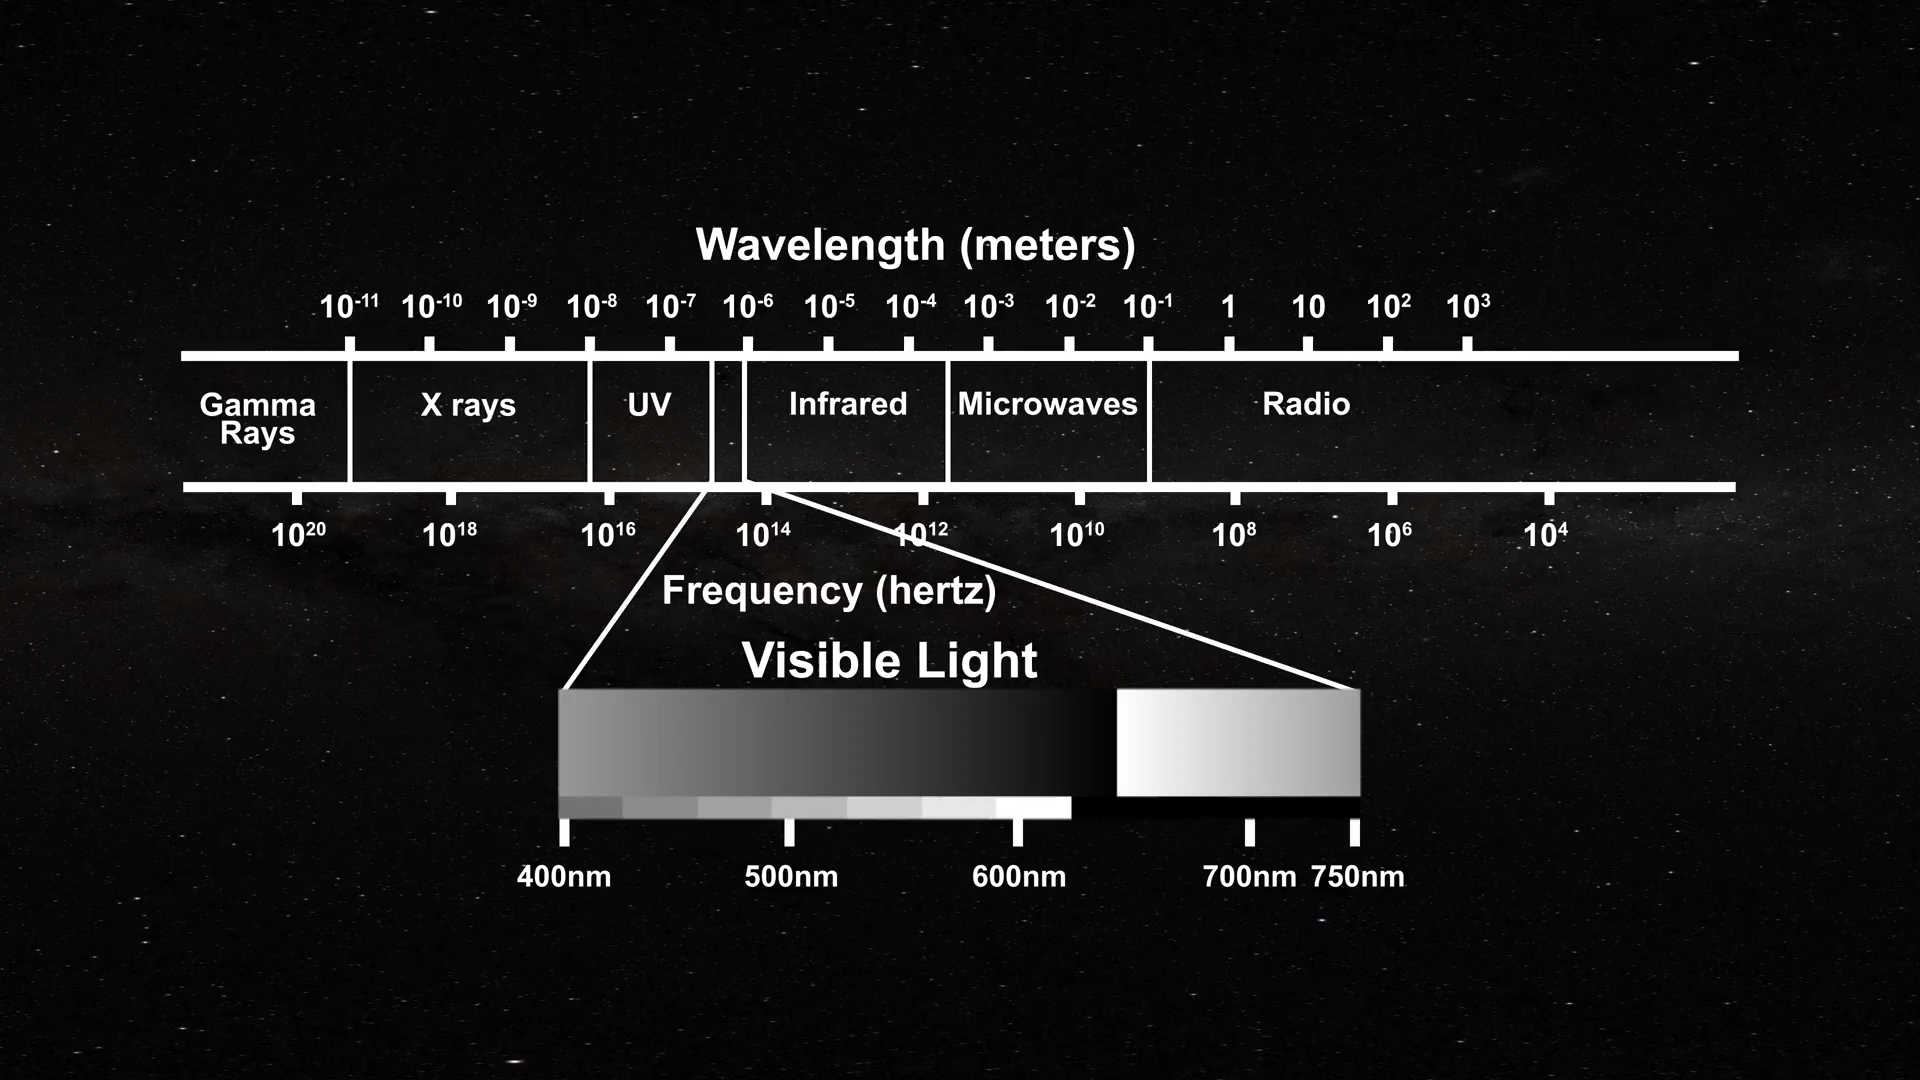 Wavelength (meters)
10⁻¹¹ 10⁻¹⁰ 10⁻⁹ 10⁻⁸ 10⁻⁷ 10⁻⁶ 10⁻⁵ 10⁻⁴ 10⁻³ 10⁻² 10⁻¹ 1 10 10² 10³
Gamma Rays X rays UV Infrared Microwaves Radio
10²⁰ 10¹⁸ 10¹⁶ 10¹⁴ 10¹² 10¹⁰ 10⁸ 10⁶ 10⁴
Frequency (hertz)
Visible Light
400nm 500nm 600nm 700nm 750nm